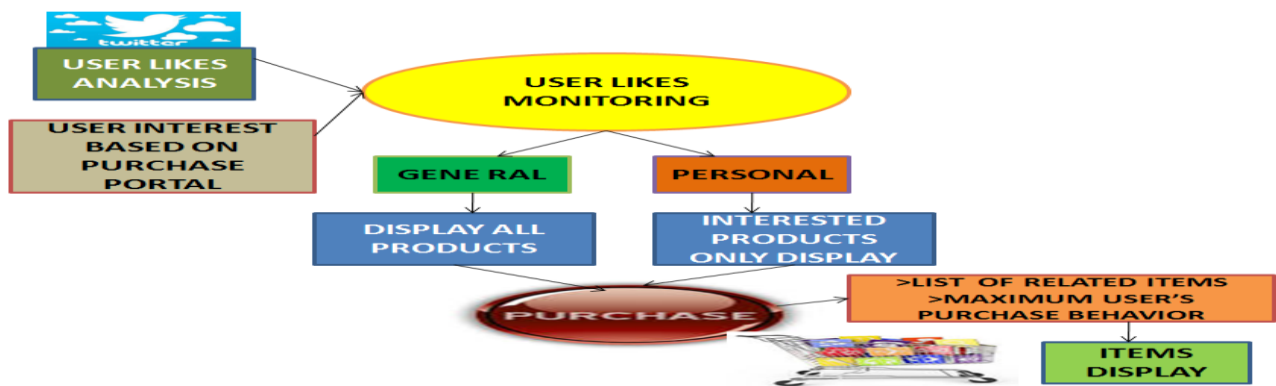 twitter
USER LIKES
ANALYSIS
USER LIKES
MONITORING
USER INTEREST
BASED ON
PURCHASE
PORTAL
GENE RAL
PERSONAL
DISPLAY ALL
PRODUCTS
INTERESTED
PRODUCTS
ONLY DISPLAY
PURCHASE
>LIST OF RELATED ITEMS
>MAXIMUM USER'S
PURCHASE BEHAVIOR
ITEMS
DISPLAY